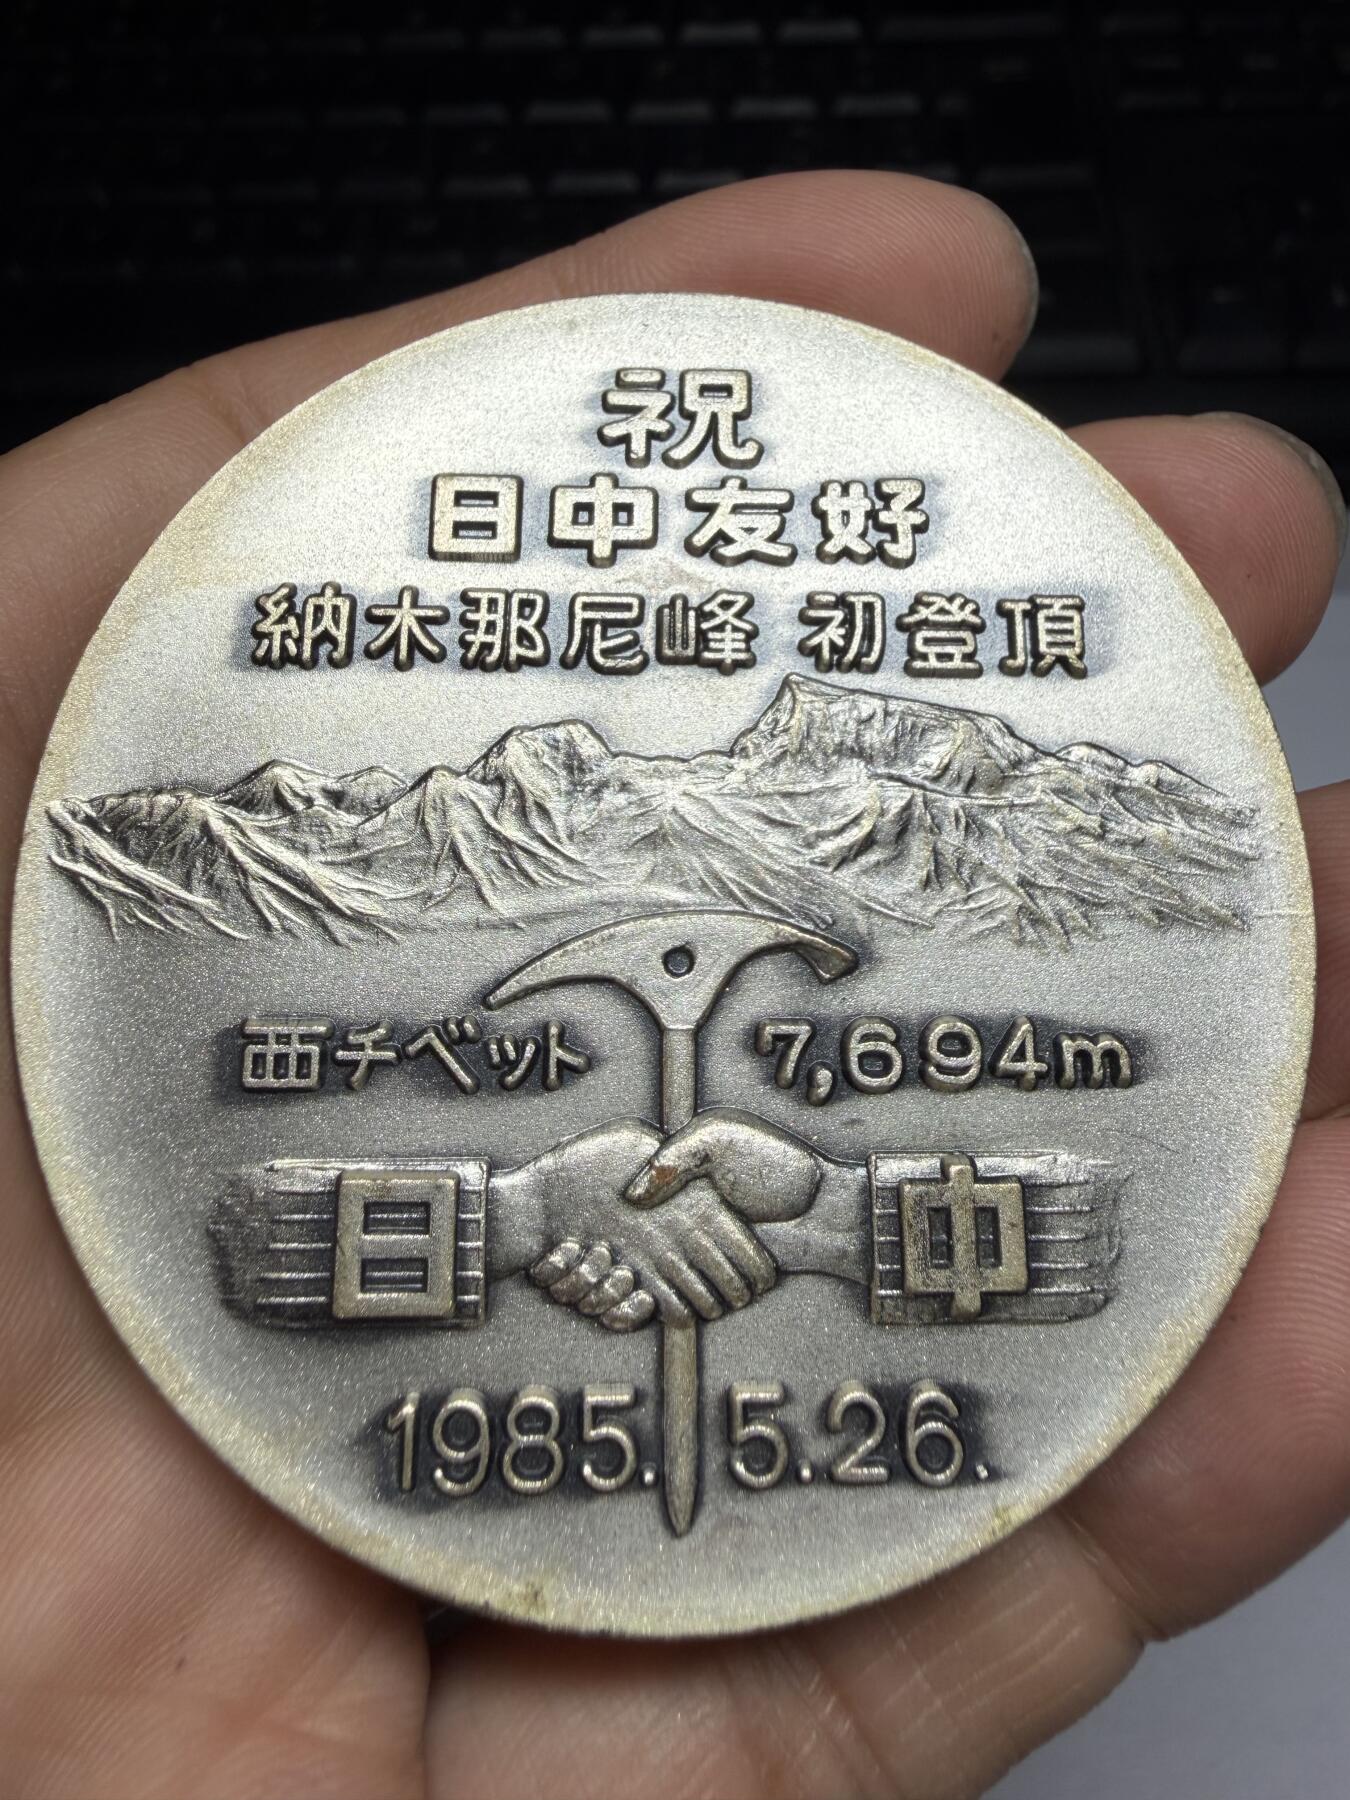 祝
日中友好
納木那尼峰 初登頂
西チベット 7,694m
日 中
1985. 5.26.